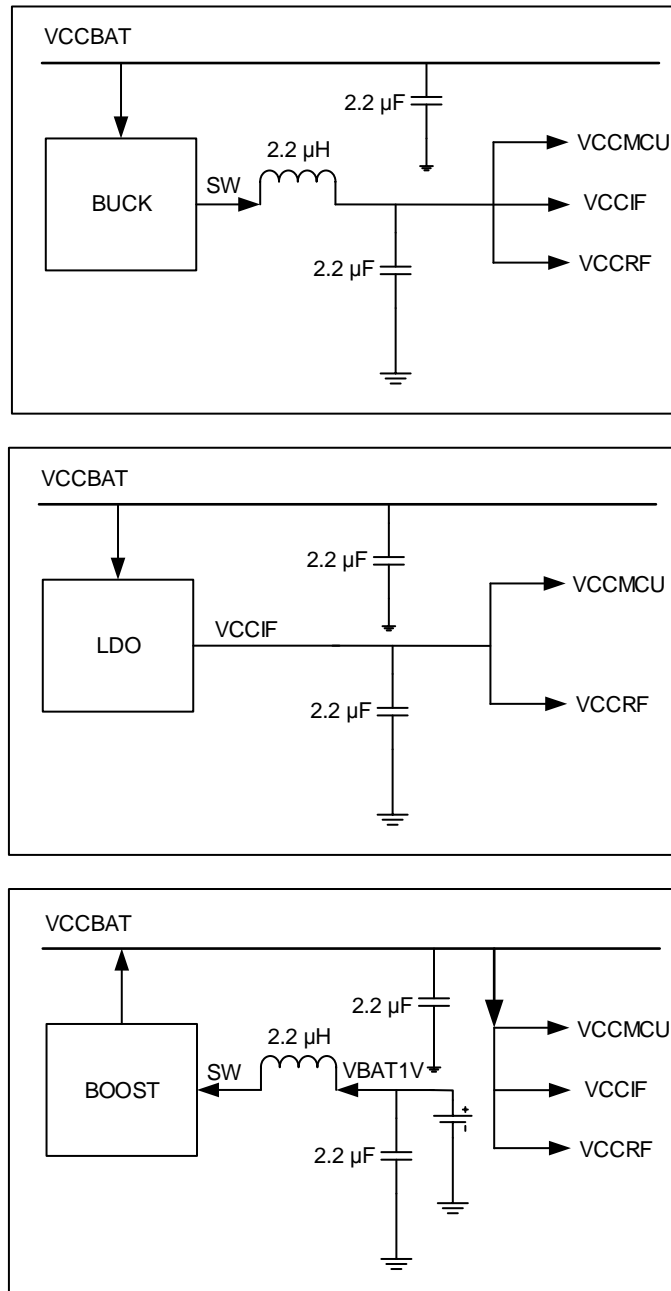 VCCBAT
2.2 µF
2.2 µH
VCCMCU
SW
BUCK
VCCIF
2.2 µF
VCCRF
VCCBAT
2.2 µF
VCCMCU
LDO
VCCIF
2.2 µF
VCCRF
VCCBAT
2.2 µF
2.2 µH
VCCMCU
SW
VBAT1V
+
-
BOOST
VCCIF
2.2 µF
VCCRF